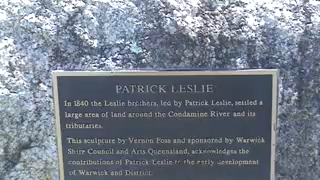 PATRICK LESLIE
In 1840 the Leslie brothers, led by Patrick Leslie, settled a
large area of land around the Condamine River and its
tributaries.
This sculpture by Vernon Foss and sponsored by Warwick
Shire Council and Arts Queensland, acknowledges the
contributions of Patrick Leslie to the early development
of Warwick and District.